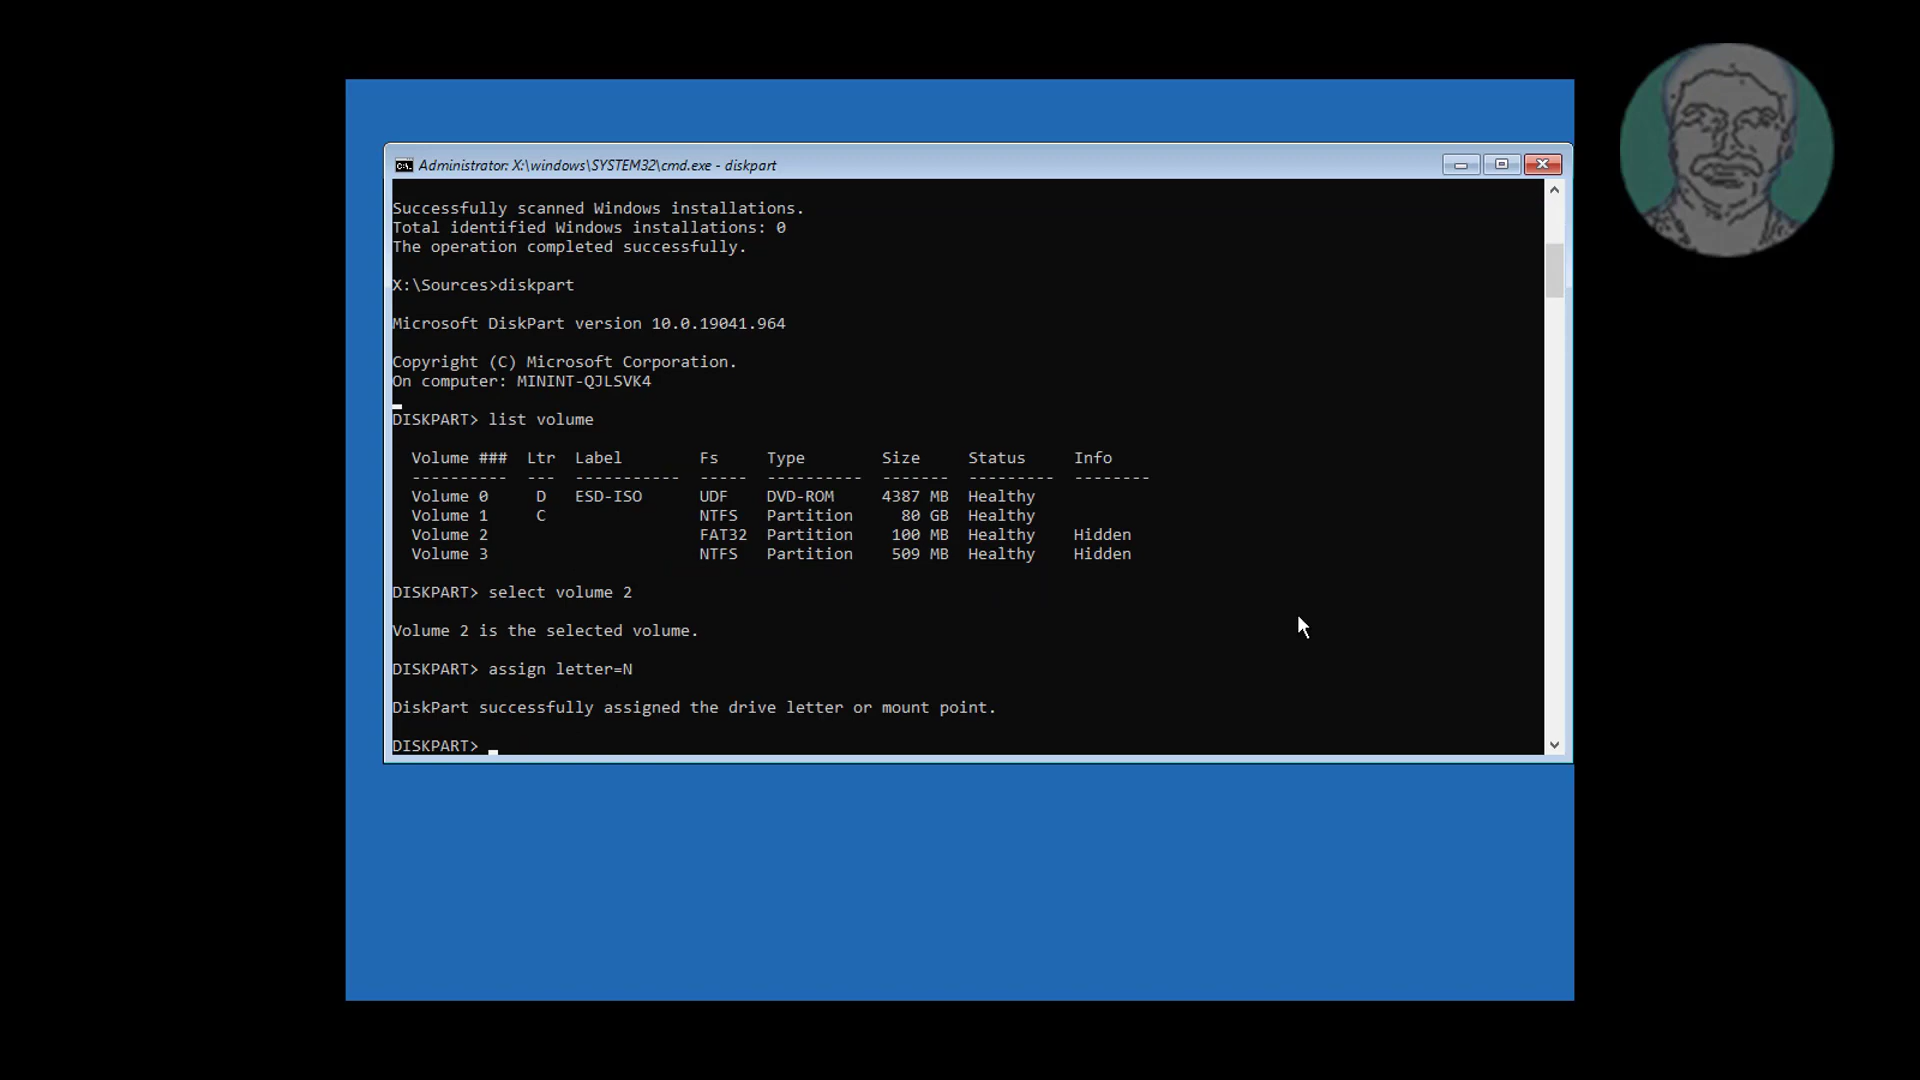 Administrator: X:\windows\SYSTEM32\cmd.exe - diskpart
Successfully scanned Windows installations.
Total identified Windows installations: 0
The operation completed successfully.
X:\Sources>diskpart
Microsoft DiskPart version 10.0.19041.964
Copyright (C) Microsoft Corporation.
On computer: MININT-QJLSVK4
DISKPART> list volume
Volume ### Ltr Label Fs Type Size Status Info
---------- --- ----------- ----- ---------- ------- --------- --------
Volume 0 D ESD-ISO UDF DVD-ROM 4387 MB Healthy
Volume 1 C NTFS Partition 80 GB Healthy
Volume 2 FAT32 Partition 100 MB Healthy Hidden
Volume 3 NTFS Partition 509 MB Healthy Hidden
DISKPART> select volume 2
Volume 2 is the selected volume.
DISKPART> assign letter=N
DiskPart successfully assigned the drive letter or mount point.
DISKPART>